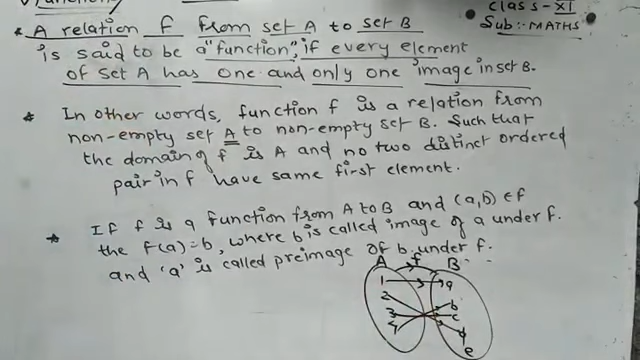 Function
class-XI
Sub:- MATHS
* A relation f from set A to set B
is said to be a "function", if every element
of set A has one and only one image in set B.
* In other words, function f is a relation from
non-empty set A to non-empty set B. Such that
the domain of f is A and no two distinct ordered
pair in f have same first element.
* If f is a function from A to B and (a,b) ∈ f
the f(a)=b, where b is called image of a under f.
and 'a' is called preimage of b under f.
A f B
1 a
2 b
3 c
4 d
e